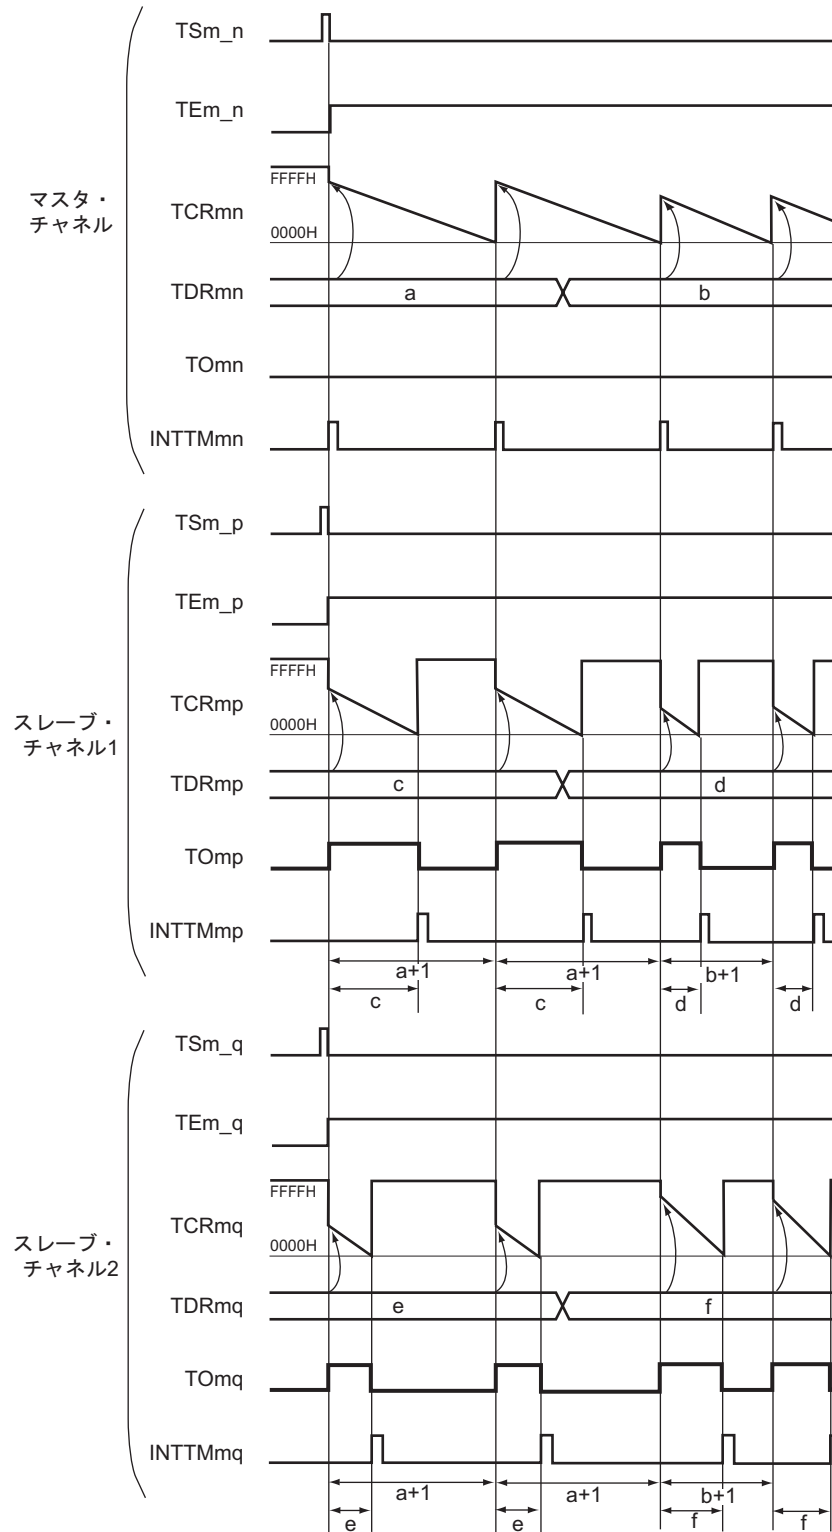 TSm_n
TEm_n
マスタ・
チャネル
FFFFH
TCRmn
0000H
TDRmn
a
b
TOmn
INTTMmn
TSm_p
TEm_p
FFFFH
スレーブ・
チャネル1
TCRmp
0000H
TDRmp
c
d
TOmp
INTTMmp
a+1
a+1
b+1
c
c
d
d
TSm_q
TEm_q
FFFFH
スレーブ・
チャネル2
TCRmq
0000H
TDRmq
e
f
TOmq
INTTMmq
a+1
a+1
b+1
e
e
f
f